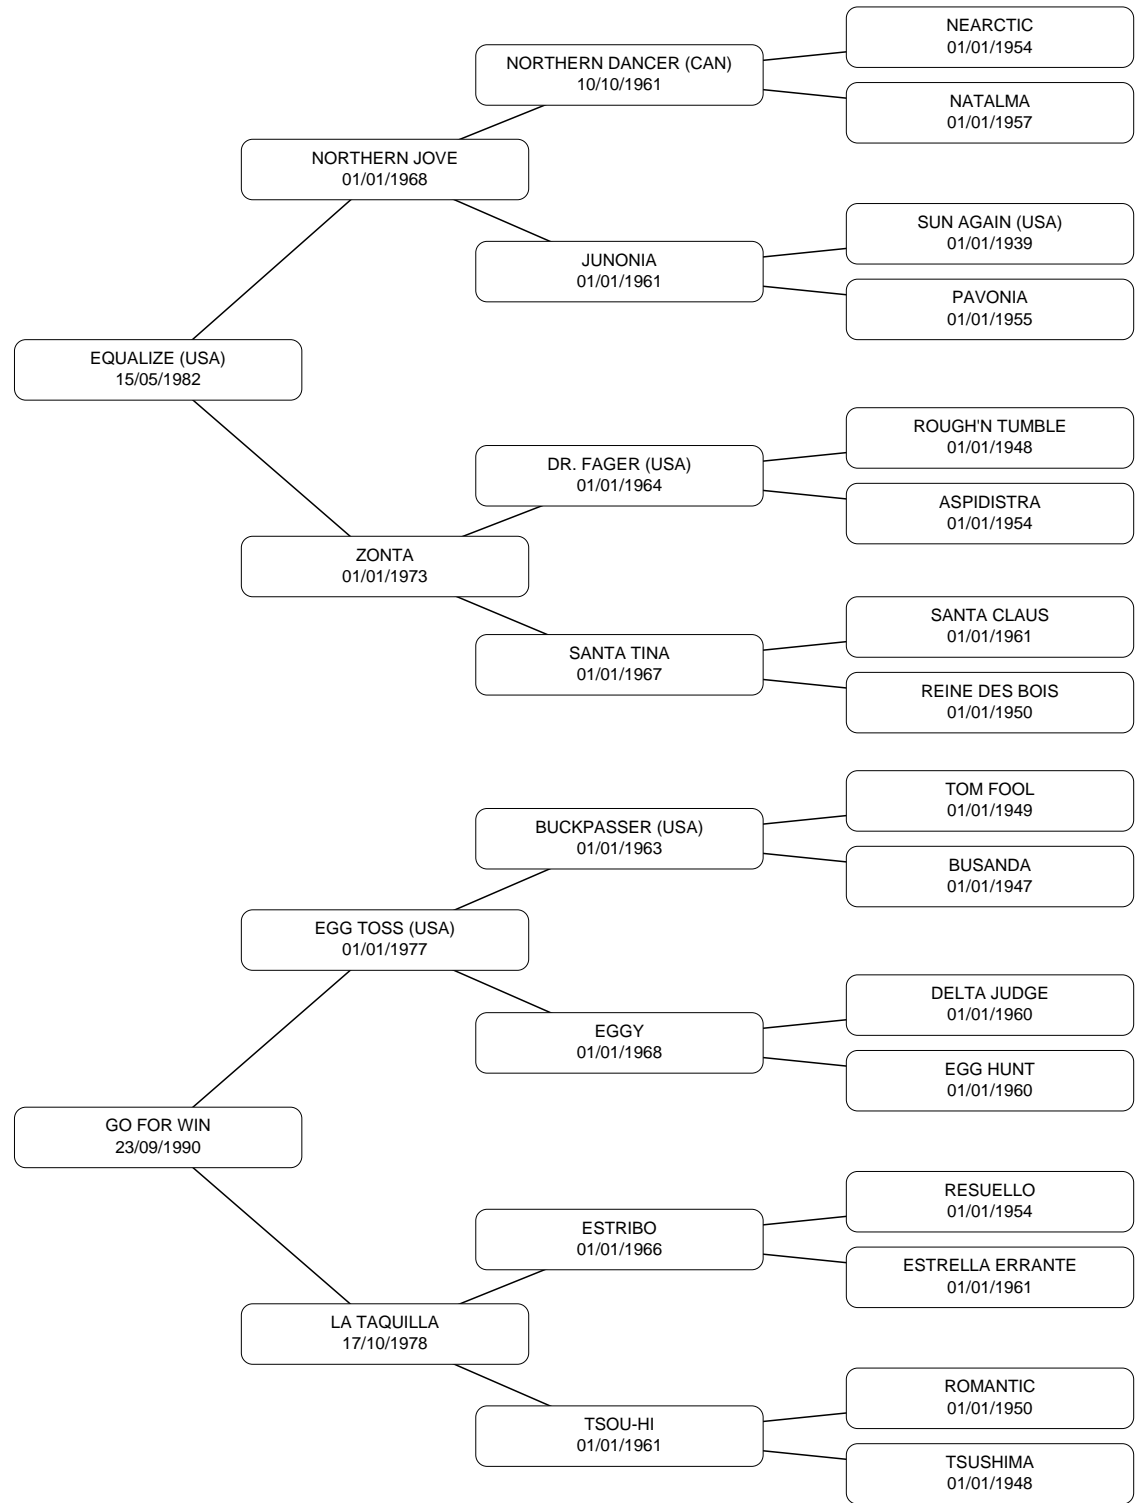 NEARCTIC
01/01/1954
NORTHERN DANCER (CAN)
10/10/1961
NATALMA
01/01/1957
NORTHERN JOVE
01/01/1968
SUN AGAIN (USA)
01/01/1939
JUNONIA
01/01/1961
PAVONIA
01/01/1955
EQUALIZE (USA)
15/05/1982
ROUGH'N TUMBLE
01/01/1948
DR. FAGER (USA)
01/01/1964
ASPIDISTRA
01/01/1954
ZONTA
01/01/1973
SANTA CLAUS
01/01/1961
SANTA TINA
01/01/1967
REINE DES BOIS
01/01/1950
TOM FOOL
01/01/1949
BUCKPASSER (USA)
01/01/1963
BUSANDA
01/01/1947
EGG TOSS (USA)
01/01/1977
DELTA JUDGE
01/01/1960
EGGY
01/01/1968
EGG HUNT
01/01/1960
GO FOR WIN
23/09/1990
RESUELLO
01/01/1954
ESTRIBO
01/01/1966
ESTRELLA ERRANTE
01/01/1961
LA TAQUILLA
17/10/1978
ROMANTIC
01/01/1950
TSOU-HI
01/01/1961
TSUSHIMA
01/01/1948